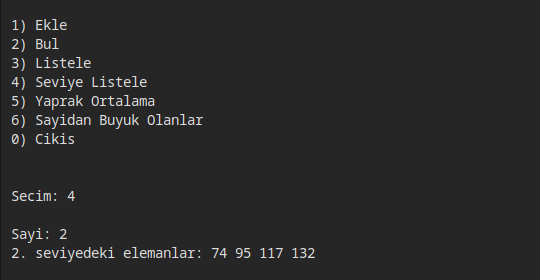 1) Ekle
2) Bul
3) Listele
4) Seviye Listele
5) Yaprak Ortalama
6) Sayidan Buyuk Olanlar
0) Cikis
Secim: 4
Sayi: 2
2. seviyedeki elemanlar: 74 95 117 132